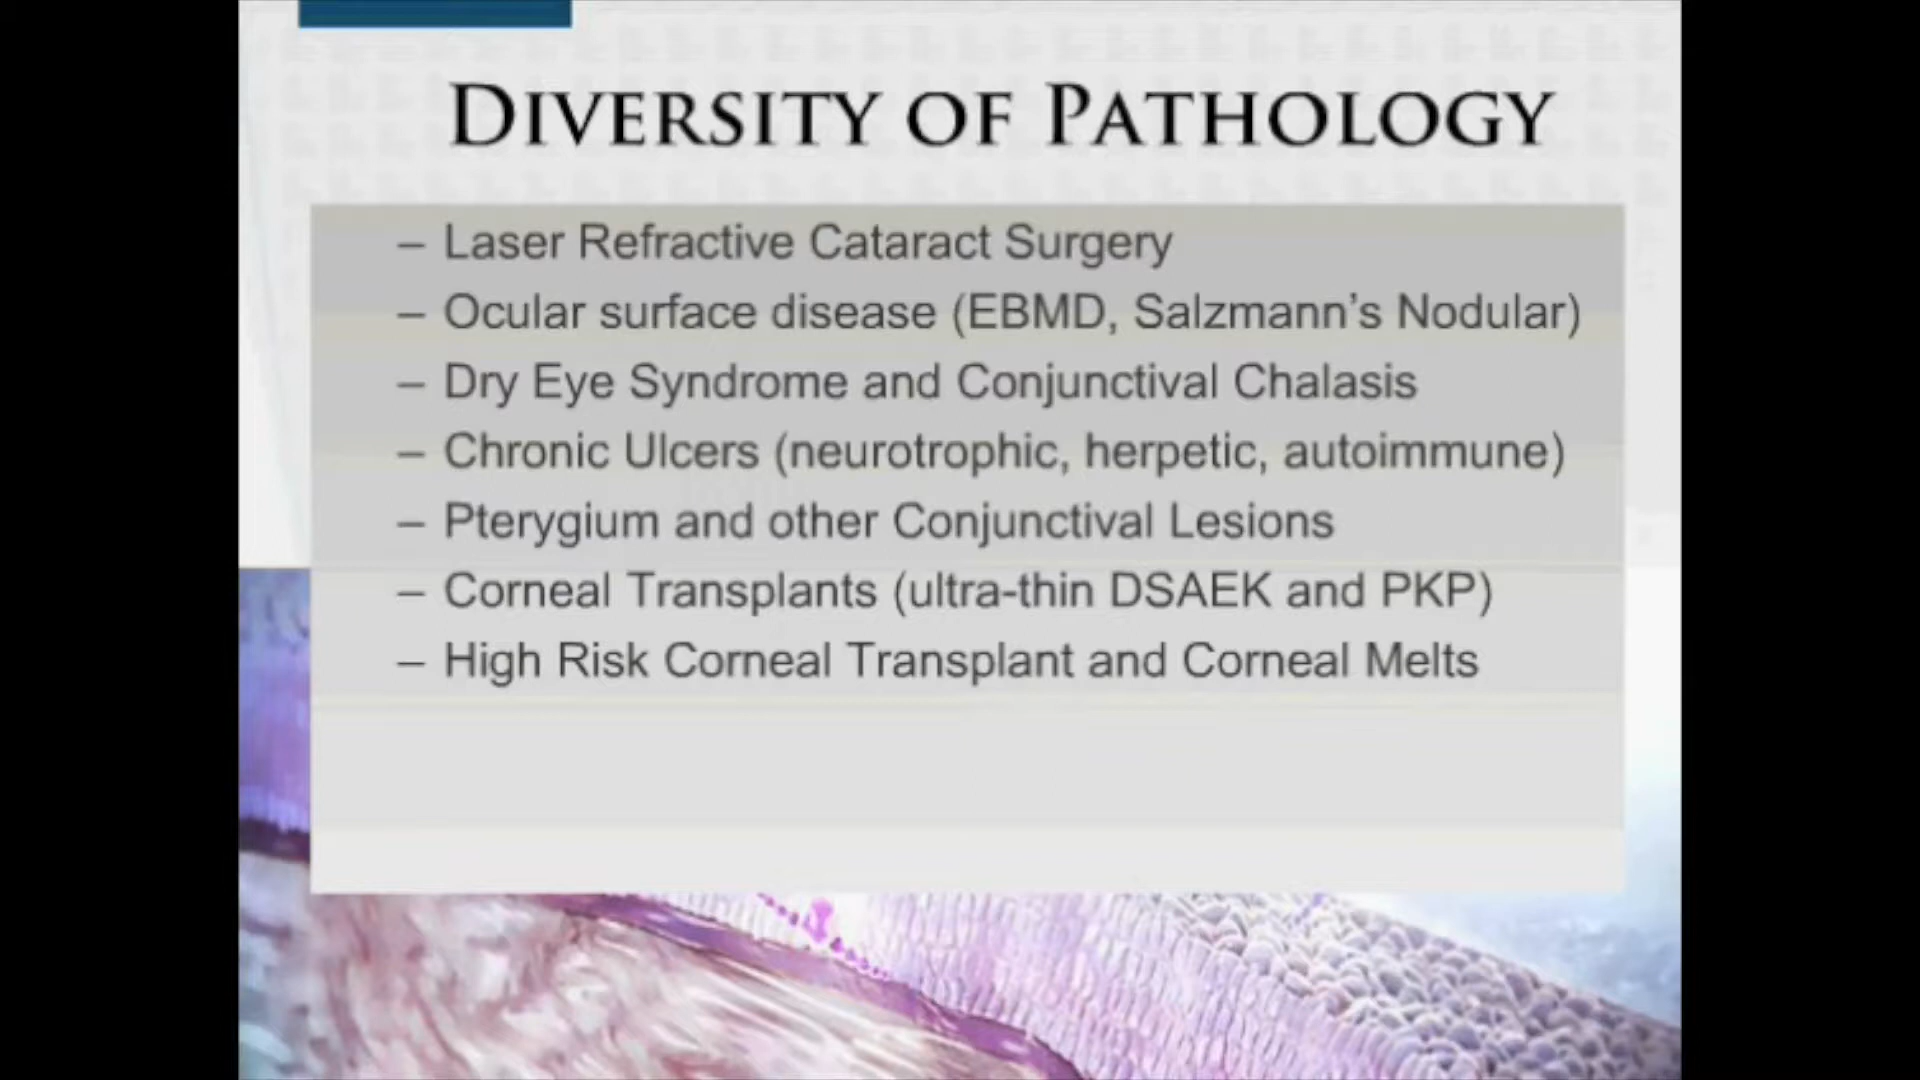 DIVERSITY OF PATHOLOGY
– Laser Refractive Cataract Surgery
– Ocular surface disease (EBMD, Salzmann’s Nodular)
– Dry Eye Syndrome and Conjunctival Chalasis
– Chronic Ulcers (neurotrophic, herpetic, autoimmune)
– Pterygium and other Conjunctival Lesions
– Corneal Transplants (ultra-thin DSAEK and PKP)
– High Risk Corneal Transplant and Corneal Melts